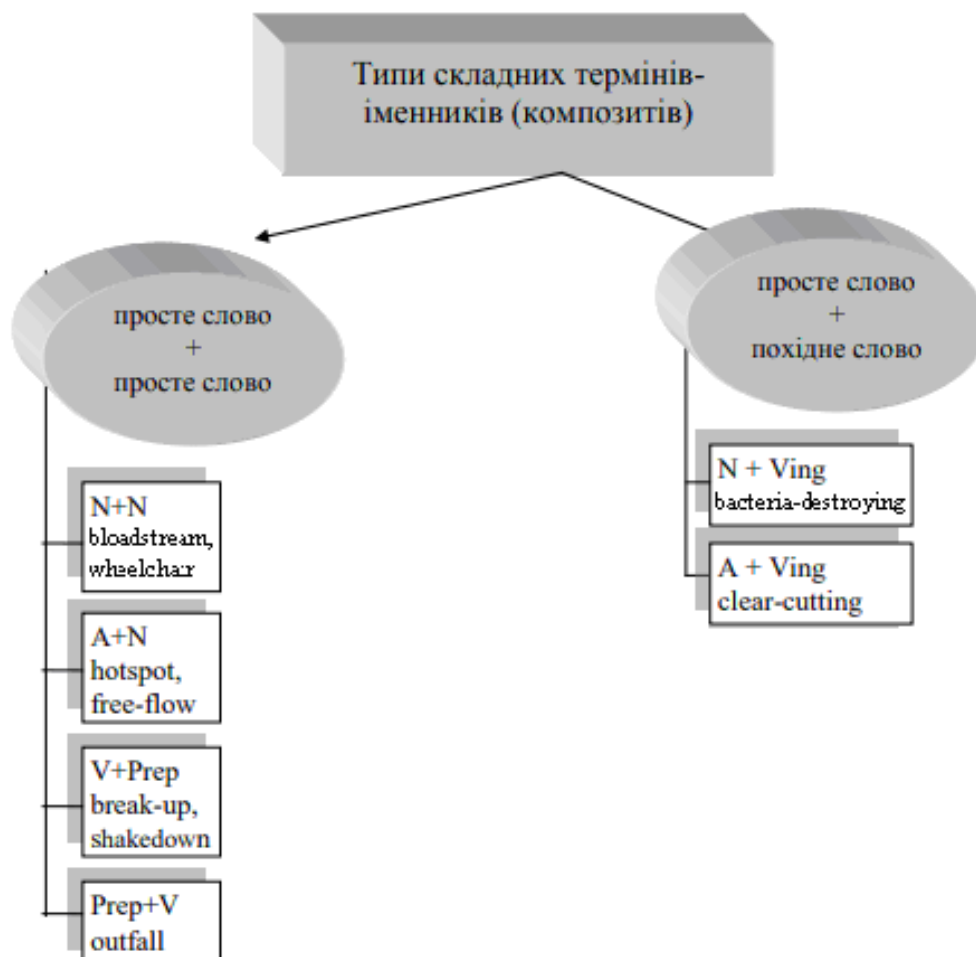 Типи складних термінів-
іменників (композитів)
просте слово
+
просте слово
просте слово
+
похідне слово
N+N
bloadstream,
wheelchair
A+N
hotspot,
free-flow
V+Prep
break-up,
shakedown
Prep+V
outfall
N + Ving
bacteria-destroying
A + Ving
clear-cutting